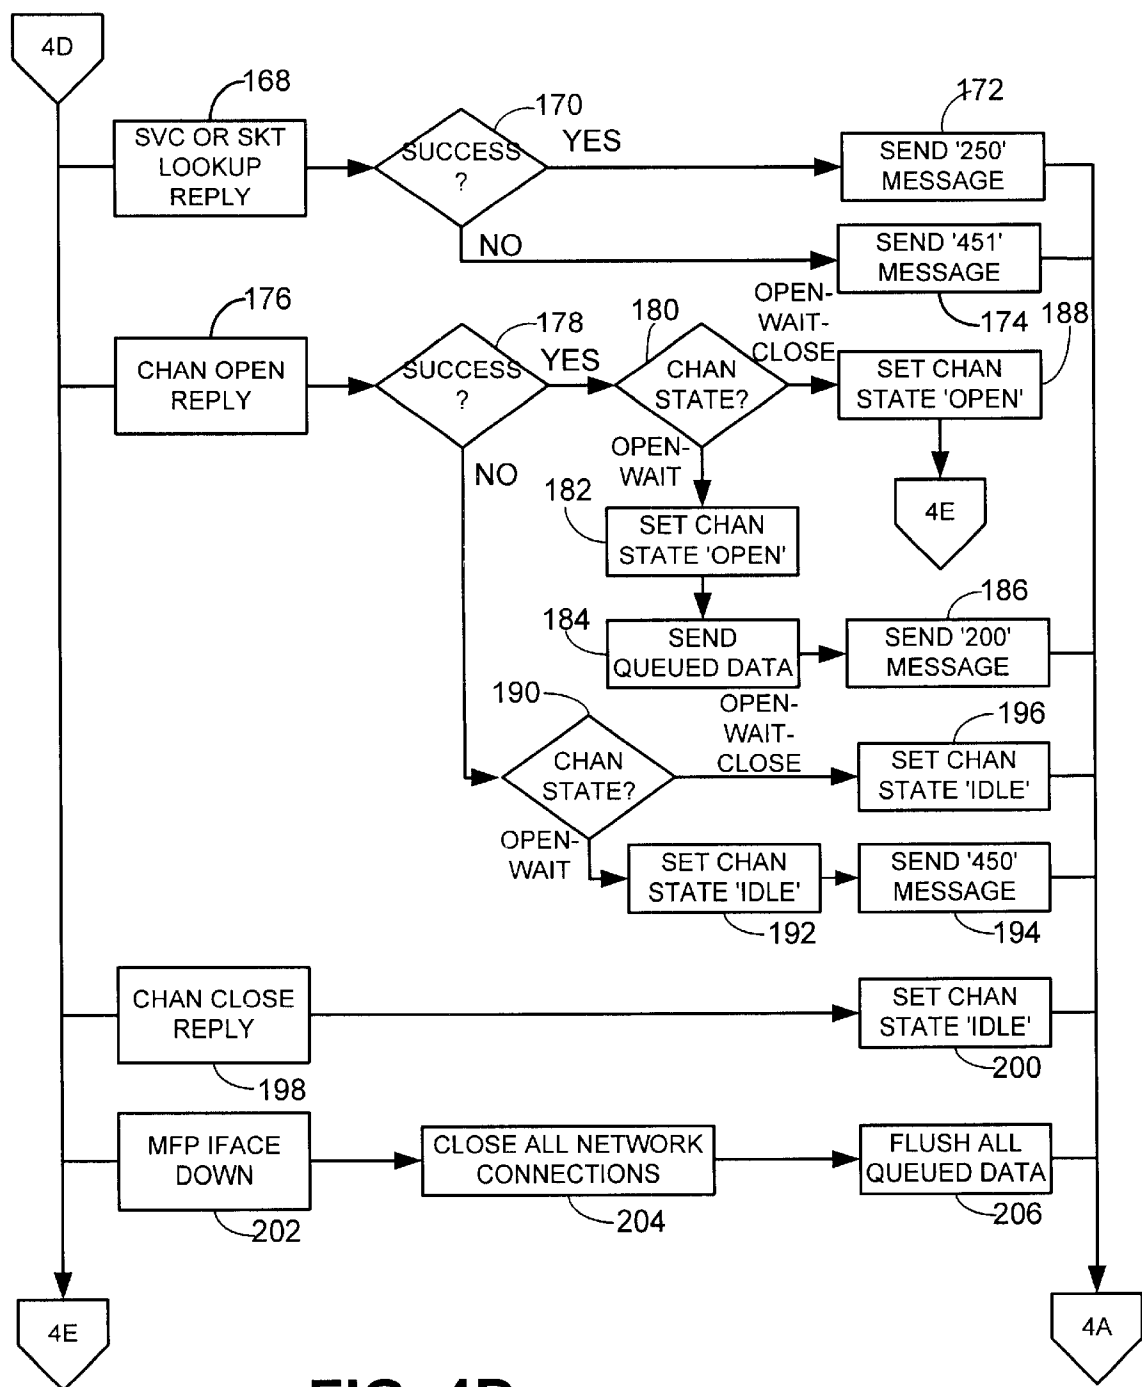 4D
168
SVC OR SKT
LOOKUP
REPLY
170
SUCCESS
?
YES
172
SEND '250'
MESSAGE
NO
SEND '451'
MESSAGE
174
176
CHAN OPEN
REPLY
178
SUCCESS
?
YES
180
CHAN
STATE?
OPEN-
WAIT-
CLOSE
188
SET CHAN
STATE 'OPEN'
4E
NO
OPEN-
WAIT
182
SET CHAN
STATE 'OPEN'
184
SEND
QUEUED DATA
186
SEND '200'
MESSAGE
190
CHAN
STATE?
OPEN-
WAIT-
CLOSE
196
SET CHAN
STATE 'IDLE'
OPEN-
WAIT
SET CHAN
STATE 'IDLE'
192
SEND '450'
MESSAGE
194
CHAN CLOSE
REPLY
198
SET CHAN
STATE 'IDLE'
200
MFP IFACE
DOWN
202
CLOSE ALL NETWORK
CONNECTIONS
204
FLUSH ALL
QUEUED DATA
206
4E
4A